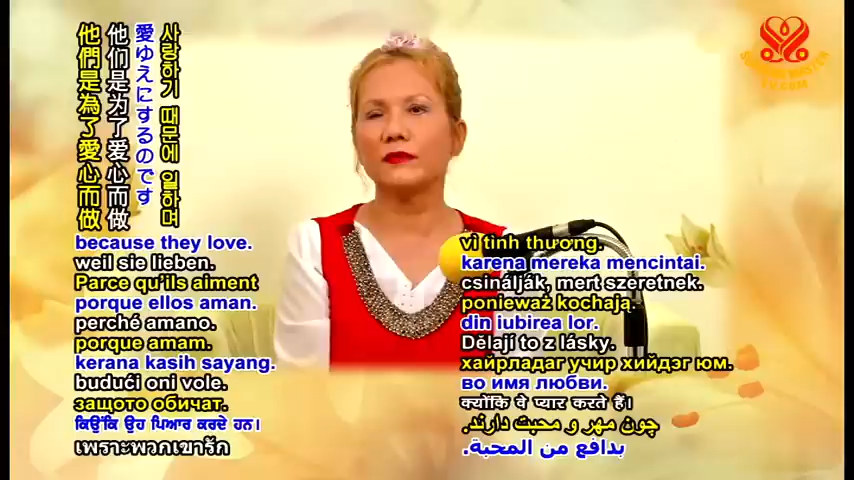 他們是為了愛心而做
他们是为了爱心而做
愛ゆえにするのです
사랑하기 때문에 일하며
because they love.
weil sie lieben.
Parce qu'ils aiment
porque ellos aman.
perché amano.
porque amam.
kerana kasih sayang.
budući oni vole.
защото обичат.
ਕਿਉਂਕਿ ਉਹ ਪਿਆਰ ਕਰਦੇ ਹਨ।
เพราะพวกเขารัก
vì tình thương.
karena mereka mencintai.
csinálják, mert szeretnek.
ponieważ kochają.
din iubirea lor.
Dělají to z lásky.
хайрладаг учир хийдэг юм.
во имя любви.
क्योंकि वे प्यार करते हैं।
چون مهر و محبت دارند.
بدافع من المحبة.
SUPREME MASTER
TV.COM